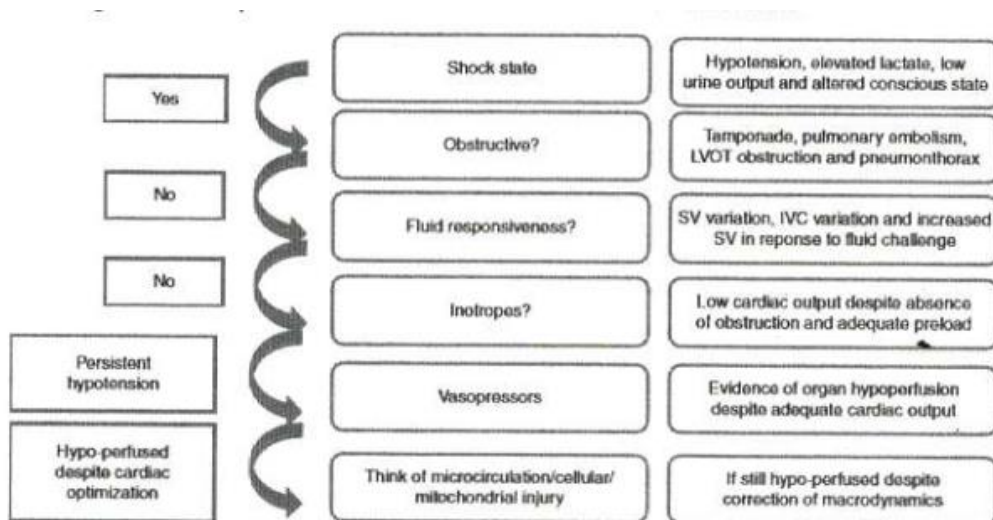 Yes
No
No
Persistent
hypotension
Hypo-perfused
despite cardiac
optimization
Shock state
Obstructive?
Fluid responsiveness?
Inotropes?
Vasopressors
Think of microcirculation/cellular/
mitochondrial injury
Hypotension, elevated lactate, low
urine output and altered conscious state
Tamponade, pulmonary embolism,
LVOT obstruction and pneumonthorax
SV variation, IVC variation and increased
SV in reponse to fluid challenge
Low cardiac output despite absence
of obstruction and adequate preload
Evidence of organ hypoperfusion
despite adequate cardiac output
If still hypo-perfused despite
correction of macrodynamics